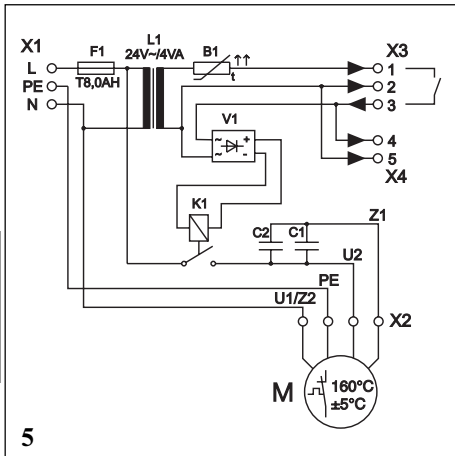 X1
L
PE
N
F1
T8,0AH
L1
24V~/4VA
B1
t
X3
1
2
3
4
5
X4
V1
~
~
+
-
K1
C2
C1
Z1
U2
PE
U1/Z2
X2
M
160°C
±5°C
5